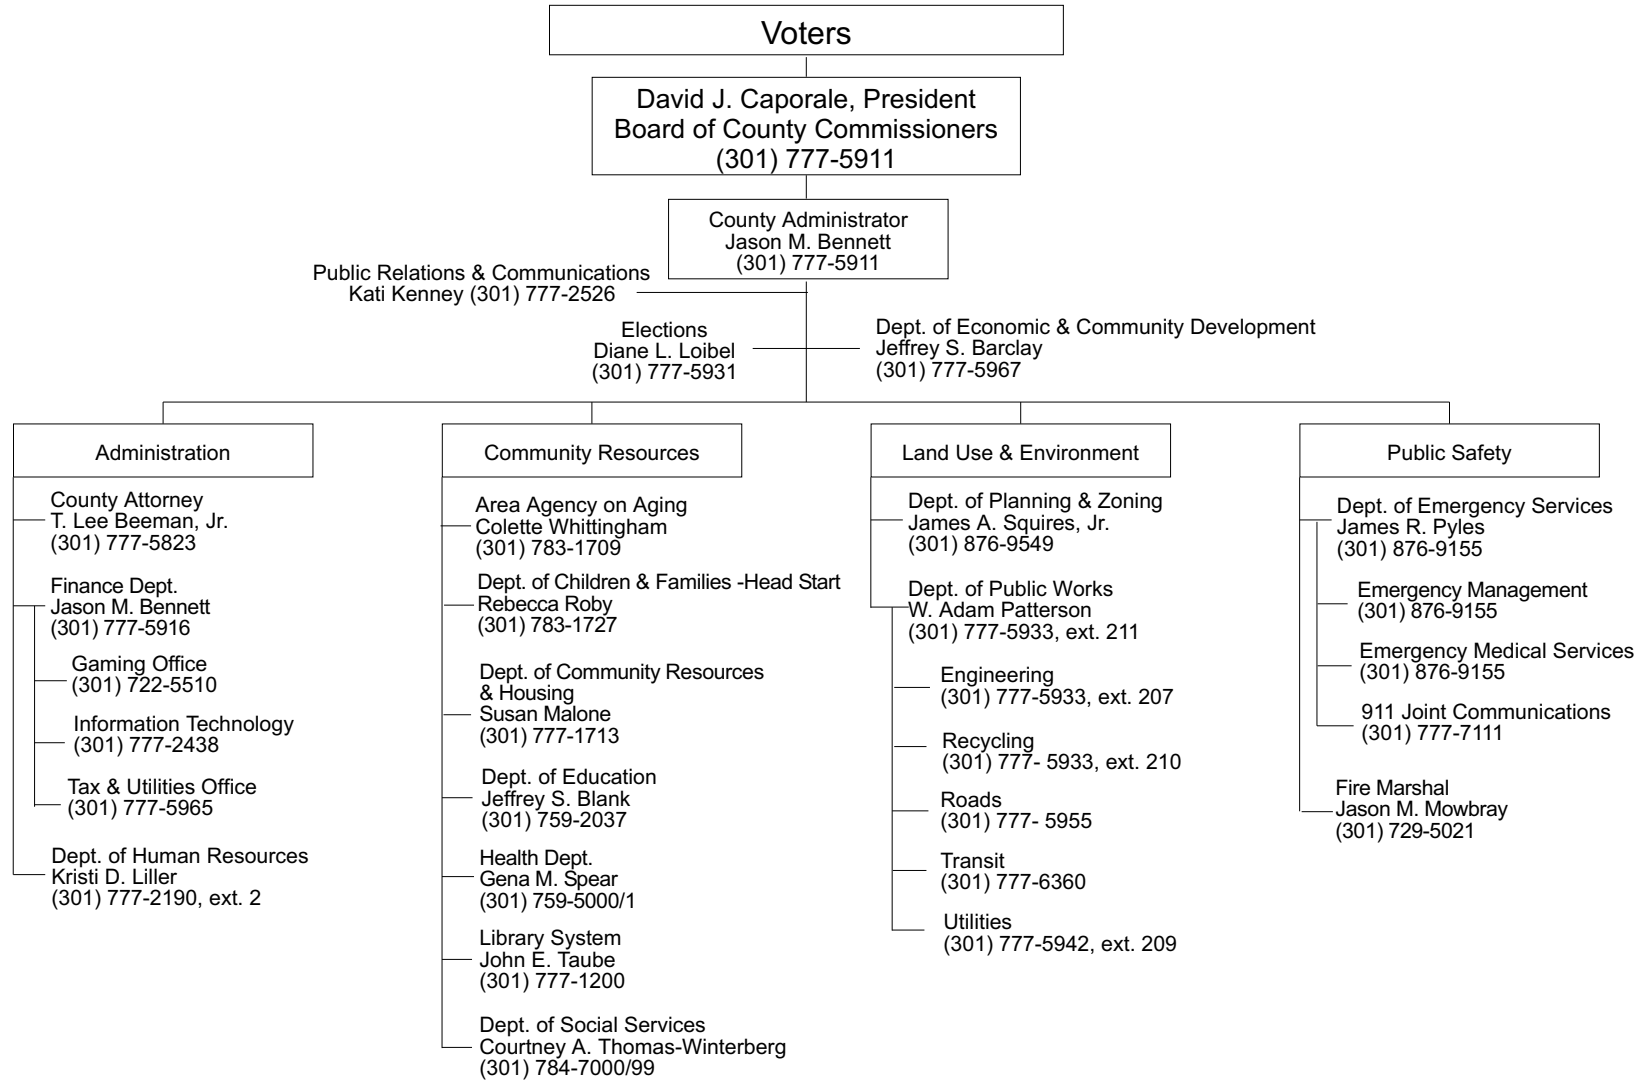 Voters
David J. Caporale, President
Board of County Commissioners
(301) 777-5911
County Administrator
Jason M. Bennett
(301) 777-5911
Public Relations & Communications
Kati Kenney (301) 777-2526
Elections
Diane L. Loibel
(301) 777-5931
Dept. of Economic & Community Development
Jeffrey S. Barclay
(301) 777-5967
Administration
County Attorney
T. Lee Beeman, Jr.
(301) 777-5823
Finance Dept.
Jason M. Bennett
(301) 777-5916
Gaming Office
(301) 722-5510
Information Technology
(301) 777-2438
Tax & Utilities Office
(301) 777-5965
Dept. of Human Resources
Kristi D. Liller
(301) 777-2190, ext. 2
Community Resources
Area Agency on Aging
Colette Whittingham
(301) 783-1709
Dept. of Children & Families -Head Start
Rebecca Roby
(301) 783-1727
Dept. of Community Resources
& Housing
Susan Malone
(301) 777-1713
Dept. of Education
Jeffrey S. Blank
(301) 759-2037
Health Dept.
Gena M. Spear
(301) 759-5000/1
Library System
John E. Taube
(301) 777-1200
Dept. of Social Services
Courtney A. Thomas-Winterberg
(301) 784-7000/99
Land Use & Environment
Dept. of Planning & Zoning
James A. Squires, Jr.
(301) 876-9549
Dept. of Public Works
W. Adam Patterson
(301) 777-5933, ext. 211
Engineering
(301) 777-5933, ext. 207
Recycling
(301) 777- 5933, ext. 210
Roads
(301) 777- 5955
Transit
(301) 777-6360
Utilities
(301) 777-5942, ext. 209
Public Safety
Dept. of Emergency Services
James R. Pyles
(301) 876-9155
Emergency Management
(301) 876-9155
Emergency Medical Services
(301) 876-9155
911 Joint Communications
(301) 777-7111
Fire Marshal
Jason M. Mowbray
(301) 729-5021